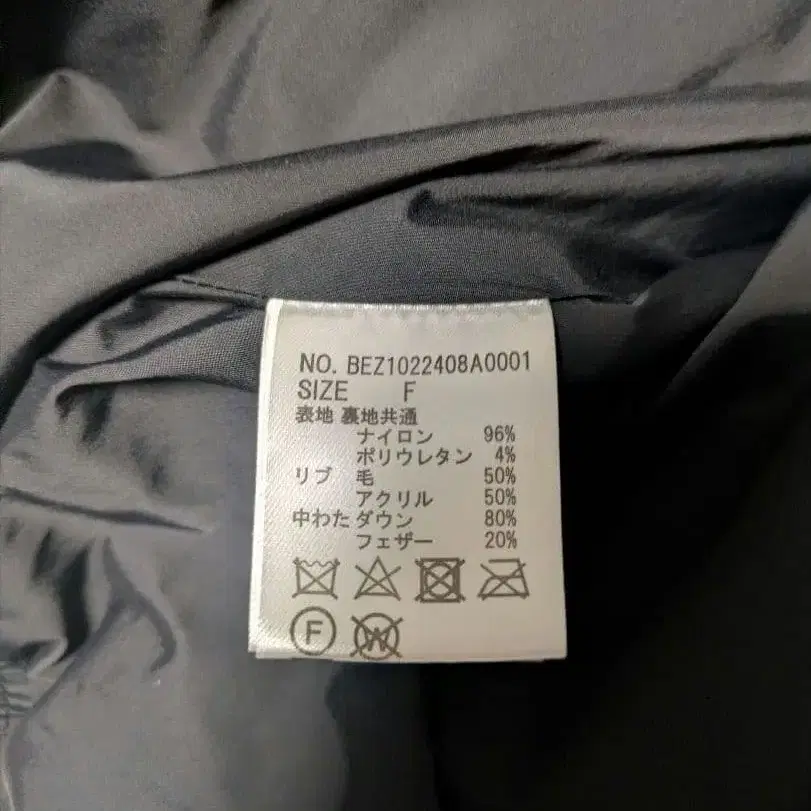 NO. BEZ1022408A0001
SIZE F
表地 裏地共通
ナイロン 96%
ポリウレタン 4%
リブ 毛 50%
アクリル 50%
中わた ダウン 80%
フェザー 20%
F W